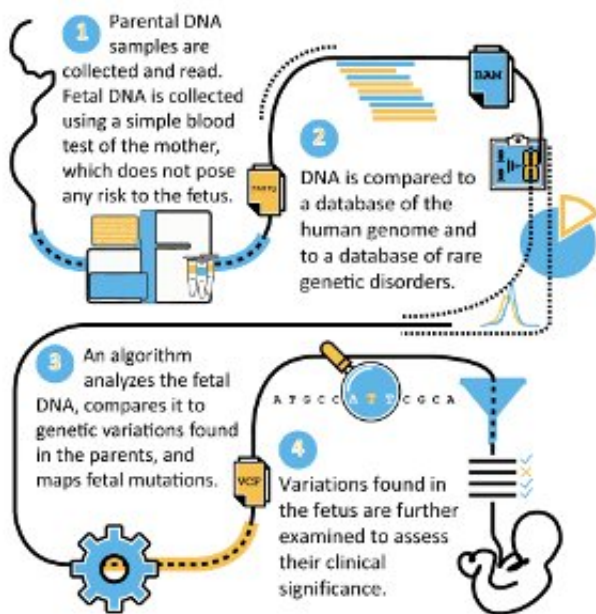 1
Parental DNA
samples are
collected and read.
Fetal DNA is collected
using a simple blood
test of the mother,
which does not pose
any risk to the fetus.
FASTQ
BAM
2
DNA is compared to
a database of the
human genome and
to a database of rare
genetic disorders.
3
An algorithm
analyzes the fetal
DNA, compares it to
genetic variations found
in the parents, and
maps fetal mutations.
VCF
A T G C C A T T C G C A
4
Variations found in
the fetus are further
examined to assess
their clinical
significance.